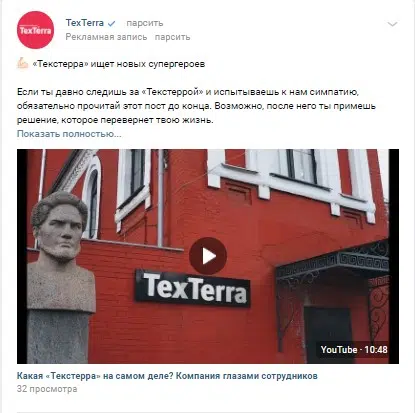 TexTerra
TexTerra парсить
Рекламная запись парсить
💪🏻 «Текстерра» ищет новых супергероев
Если ты давно следишь за «Текстеррой» и испытываешь к нам симпатию,
обязательно прочитай этот пост до конца. Возможно, после него ты примешь
решение, которое перевернет твою жизнь.
Показать полностью...
TexTerra
YouTube · 10:48
Какая «Текстерра» на самом деле? Компания глазами сотрудников
32 просмотра